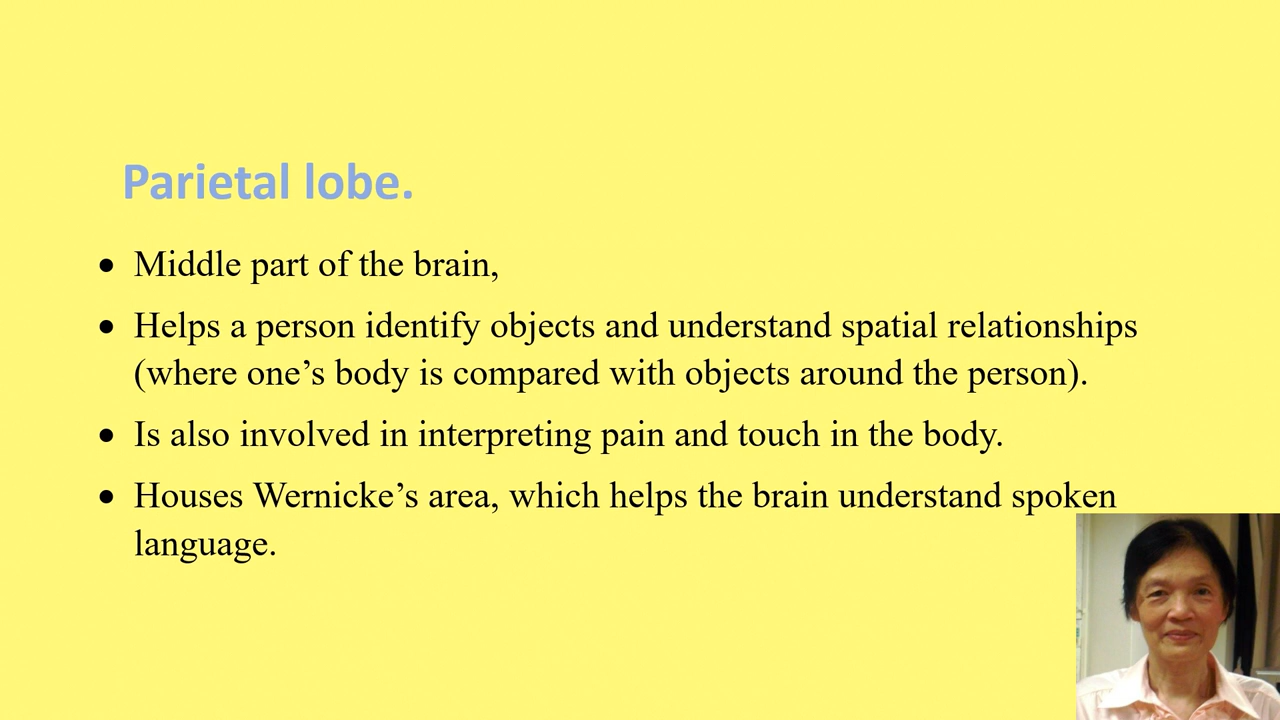 Parietal lobe.
• Middle part of the brain,
• Helps a person identify objects and understand spatial relationships
(where one’s body is compared with objects around the person).
• Is also involved in interpreting pain and touch in the body.
• Houses Wernicke’s area, which helps the brain understand spoken
language.